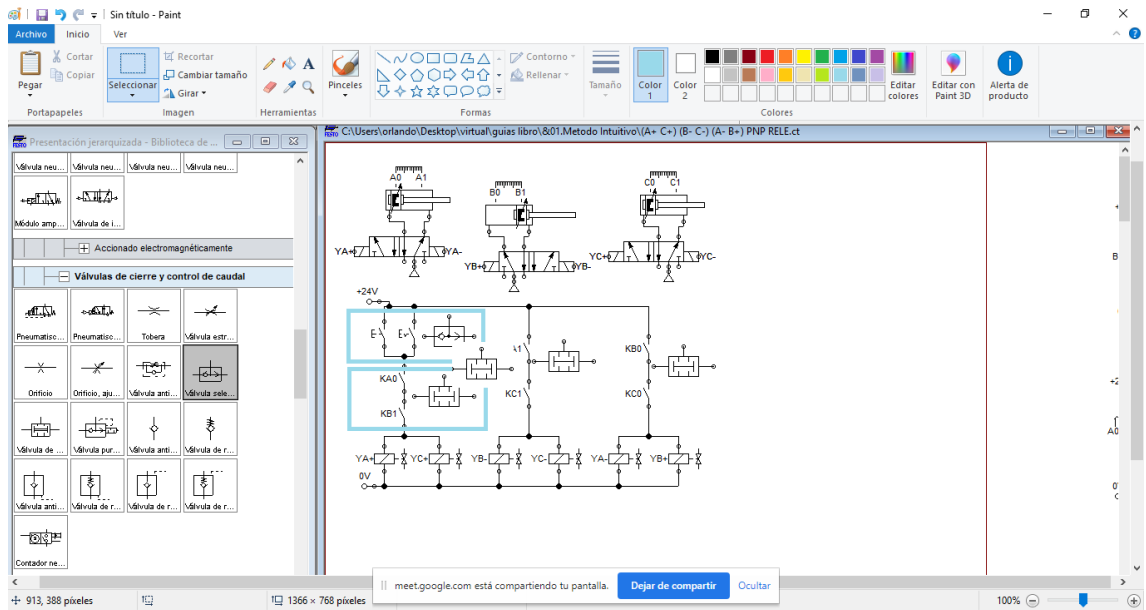 Sin título - Paint
Archivo Inicio Ver
Pegar
Cortar
Copiar
Portapapeles
Seleccionar
Recortar
Cambiar tamaño
Girar
Imagen
Herramientas
Pinceles
Contorno
Rellenar
Formas
Tamaño
Color 1
Color 2
Colores
Editar colores
Editar con Paint 3D
Alerta de producto
FESTO Presentación jerarquizada - Biblioteca de ...
Válvula neu... Válvula neu... Válvula neu... Válvula neu...
Módulo amp... Válvula de i...
Accionado electromagnéticamente
Válvulas de cierre y control de caudal
Pneumatisc... Pneumatisc... Tobera Válvula estr...
Orificio Orificio, aju... Válvula anti... Válvula sele...
Válvula de ... Válvula pur... Válvula anti... Válvula de r...
Válvula anti... Válvula de r... Válvula de r... Válvula de r...
Contador ne...
FESTO C:\Users\orlando\Desktop\virtual\guias libro\&01.Metodo Intuitivo\(A+ C+) (B- C-) (A- B+) PNP RELE.ct
A0 A1
B0 B1
C0 C1
YA+ YA-
YB+ YB-
YC+ YC-
+24V
KA0
KB1
KC1
KB0
KC0
YA+ YC+ YB- YC- YA- YB+
0V
B
+2
A0
0
meet.google.com está compartiendo tu pantalla. Dejar de compartir Ocultar
913, 388 píxeles
1366 × 768 píxeles
100%